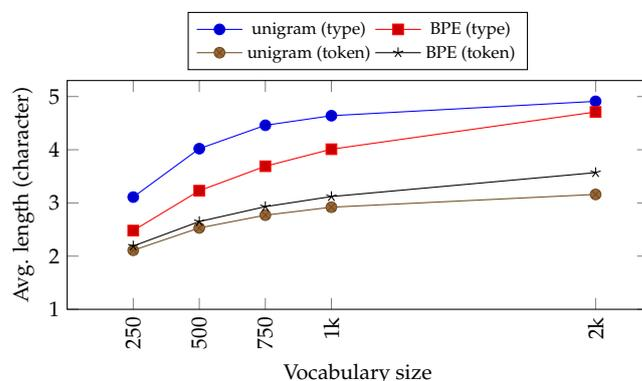 unigram (type) BPE (type)
unigram (token) BPE (token)
Avg. length (character)
5
4
3
2
1
250 500 750 1k 2k
Vocabulary size